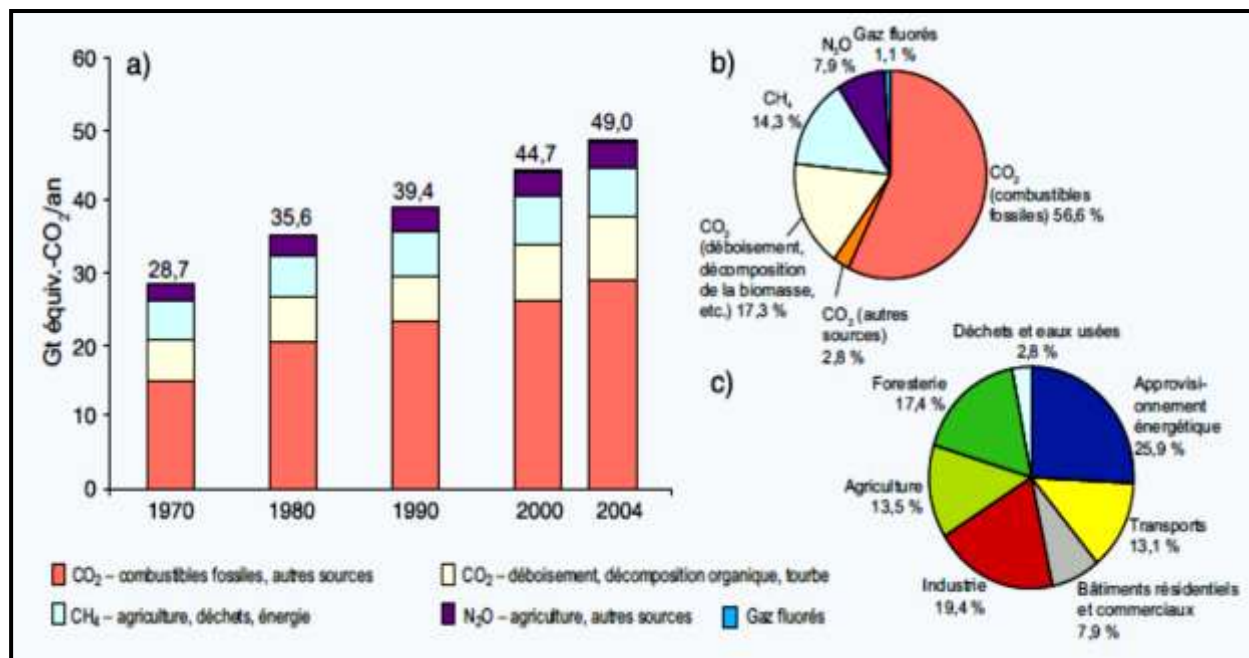 a)
Gt équiv.-CO₂/an
60
50
40
30
20
10
0
28,7
35,6
39,4
44,7
49,0
1970
1980
1990
2000
2004
b)
Gaz fluorés
1,1 %
N₂O
7,9 %
CH₄
14,3 %
CO₂
(combustibles
fossiles) 56,6 %
CO₂
(déboisement,
décomposition
de la biomasse,
etc.) 17,3 %
CO₂ (autres
sources)
2,8 %
c)
Déchets et eaux usées
2,8 %
Foresterie
17,4 %
Approvisi-
onnement
énergétique
25,9 %
Agriculture
13,5 %
Transports
13,1 %
Industrie
19,4 %
Bâtiments résidentiels
et commerciaux
7,9 %
CO₂ – combustibles fossiles, autres sources
CO₂ – déboisement, décomposition organique, tourbe
CH₄ – agriculture, déchets, énergie
N₂O – agriculture, autres sources
Gaz fluorés